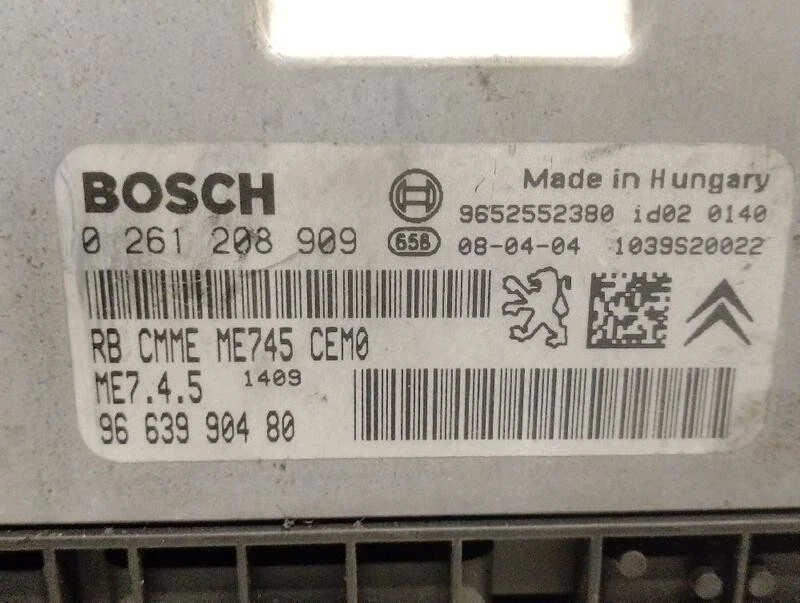 BOSCH
Made in Hungary
9652552380 id02 0140
0 261 208 909
658
08-04-04 1039S20022
RB CMME ME745 CEM0
ME7.4.5 1409
96 639 904 80